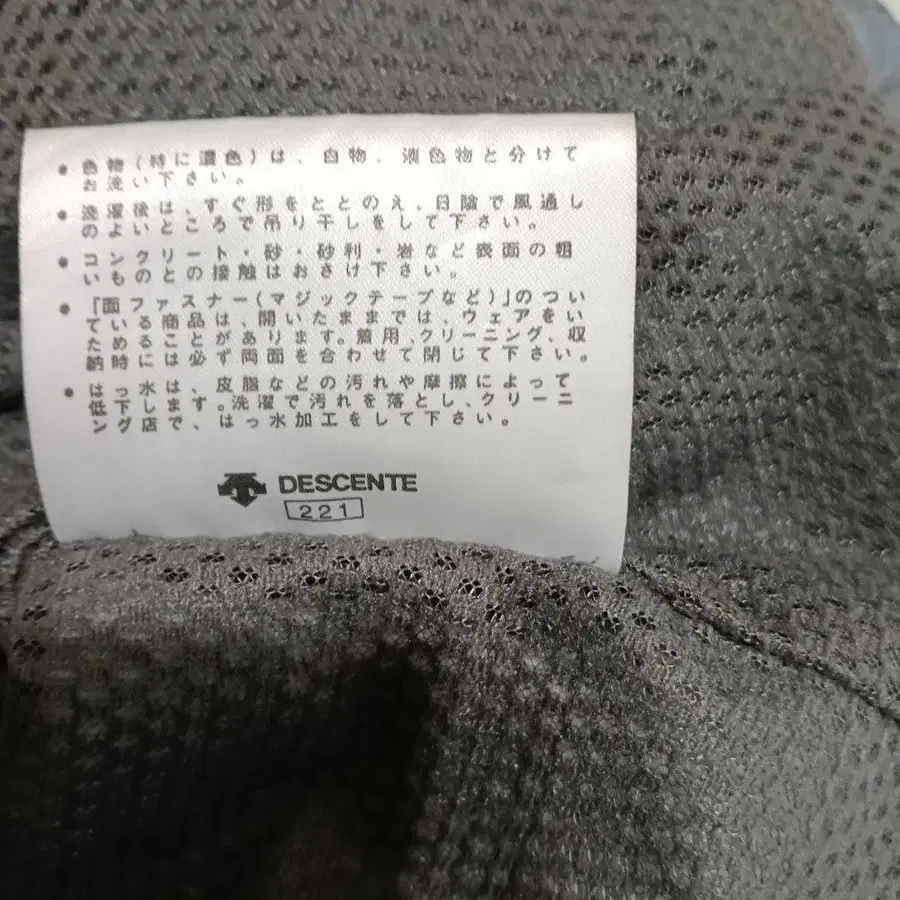 ● 色物(特に濃色)は、白物、淡色物と分けて
お洗い下さい。
● 洗濯後は、すぐ形をととのえ、日陰で風通し
のよいところで吊り干しをして下さい。
● コンクリート・砂・砂利・岩など表面の粗
いものとの接触はおさけ下さい。
● 「面ファスナー(マジックテープなど)」のつい
ている商品は、開いたままでは、ウェアをい
ためることがあります。着用、クリーニング、収
納時には必ず両面を合わせて閉じて下さい。
● はっ水は、皮脂などの汚れや摩擦によって
低下します。洗濯で汚れを落とし、クリーニ
ング店で、はっ水加工をして下さい。
DESCENTE
221